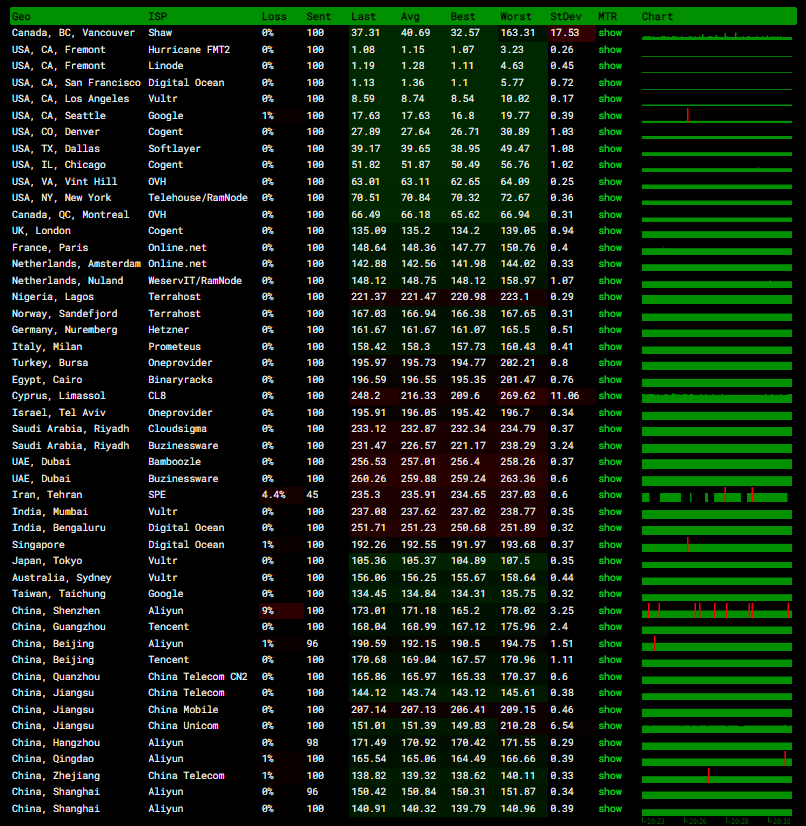 Geo ISP Loss Sent Last Avg Best Worst StDev MTR Chart
Canada, BC, Vancouver Shaw 0% 100 37.31 40.69 32.57 163.31 17.53 show
USA, CA, Fremont Hurricane FMT2 0% 100 1.08 1.15 1.07 3.23 0.26 show
USA, CA, Fremont Linode 0% 100 1.19 1.28 1.11 4.63 0.45 show
USA, CA, San Francisco Digital Ocean 0% 100 1.13 1.36 1.1 5.77 0.72 show
USA, CA, Los Angeles Vultr 0% 100 8.59 8.74 8.54 10.02 0.17 show
USA, CA, Seattle Google 1% 100 17.63 17.63 16.8 19.77 0.39 show
USA, CO, Denver Cogent 0% 100 27.89 27.64 26.71 30.89 1.03 show
USA, TX, Dallas Softlayer 0% 100 39.17 39.65 38.95 49.47 1.08 show
USA, IL, Chicago Cogent 0% 100 51.82 51.87 50.49 56.76 1.02 show
USA, VA, Vint Hill OVH 0% 100 63.01 63.11 62.65 64.09 0.25 show
USA, NY, New York Telehouse/RamNode 0% 100 70.51 70.84 70.32 72.67 0.36 show
Canada, QC, Montreal OVH 0% 100 66.49 66.18 65.62 66.94 0.31 show
UK, London Cogent 0% 100 135.09 135.2 134.2 139.05 0.94 show
France, Paris Online.net 0% 100 148.64 148.36 147.77 150.76 0.4 show
Netherlands, Amsterdam Online.net 0% 100 142.88 142.56 141.98 144.02 0.33 show
Netherlands, Nuland WeservIT/RamNode 0% 100 148.12 148.75 148.12 158.97 1.07 show
Nigeria, Lagos Terrahost 0% 100 221.37 221.47 220.98 223.1 0.29 show
Norway, Sandefjord Terrahost 0% 100 167.03 166.94 166.38 167.65 0.31 show
Germany, Nuremberg Hetzner 0% 100 161.67 161.67 161.07 165.5 0.51 show
Italy, Milan Prometeus 0% 100 158.42 158.3 157.73 160.43 0.41 show
Turkey, Bursa Oneprovider 0% 100 195.97 195.73 194.77 202.21 0.8 show
Egypt, Cairo Binaryracks 0% 100 196.59 196.55 195.35 201.47 0.76 show
Cyprus, Limassol CL8 0% 100 248.2 216.33 209.6 269.62 11.06 show
Israel, Tel Aviv Oneprovider 0% 100 195.91 196.05 195.42 196.7 0.34 show
Saudi Arabia, Riyadh Cloudsigma 0% 100 233.12 232.87 232.34 234.79 0.37 show
Saudi Arabia, Riyadh Buzinessware 0% 100 231.47 226.57 221.17 238.29 3.24 show
UAE, Dubai Bamboozle 0% 100 256.53 257.01 256.4 258.26 0.37 show
UAE, Dubai Buzinessware 0% 100 260.26 259.88 259.24 263.36 0.6 show
Iran, Tehran SPE 4.4% 45 235.3 235.91 234.65 237.03 0.6 show
India, Mumbai Vultr 0% 100 237.08 237.62 237.02 238.77 0.35 show
India, Bengaluru Digital Ocean 0% 100 251.71 251.23 250.68 251.89 0.32 show
Singapore Digital Ocean 1% 100 192.26 192.55 191.97 193.68 0.37 show
Japan, Tokyo Vultr 0% 100 105.36 105.37 104.89 107.5 0.35 show
Australia, Sydney Vultr 0% 100 156.06 156.25 155.67 158.64 0.44 show
Taiwan, Taichung Google 0% 100 134.45 134.84 134.31 135.75 0.32 show
China, Shenzhen Aliyun 9% 100 173.01 171.18 165.2 178.02 3.25 show
China, Guangzhou Tencent 0% 100 168.04 168.99 167.12 175.96 2.4 show
China, Beijing Aliyun 1% 96 190.59 192.15 190.5 194.75 1.51 show
China, Beijing Tencent 0% 100 170.68 169.04 167.57 170.96 1.11 show
China, Quanzhou China Telecom CN2 0% 100 165.86 165.97 165.33 170.37 0.6 show
China, Jiangsu China Telecom 0% 100 144.12 143.74 143.12 145.61 0.38 show
China, Jiangsu China Mobile 0% 100 207.14 207.13 206.41 209.15 0.46 show
China, Jiangsu China Unicom 0% 100 151.01 151.39 149.83 210.28 6.54 show
China, Hangzhou Aliyun 0% 98 171.49 170.92 170.42 171.55 0.29 show
China, Qingdao Aliyun 1% 100 165.54 165.06 164.49 166.66 0.39 show
China, Zhejiang China Telecom 1% 100 138.82 139.32 138.62 140.11 0.33 show
China, Shanghai Aliyun 0% 96 150.42 150.84 150.31 151.87 0.34 show
China, Shanghai Aliyun 0% 100 140.91 140.32 139.79 140.96 0.39 show
20:23 20:26 20:28 20:30